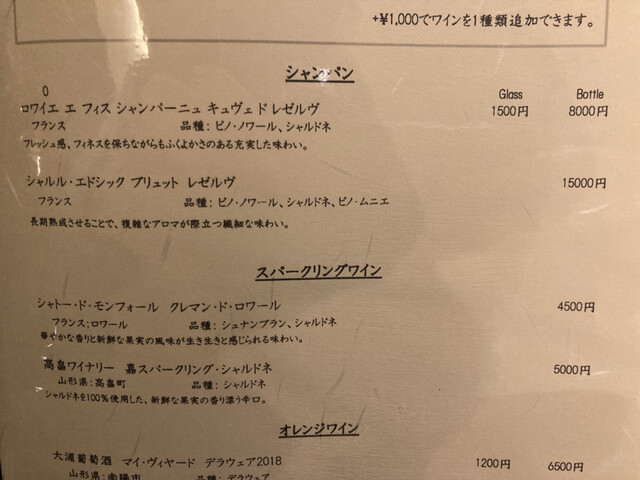 +¥1,000でワインを1種類追加できます。
シャンパン
0
Glass Bottle
ロワイエ エ フィス シャンパーニュ キュヴェ ド レゼルヴ 1500円 8000円
フランス 品種: ピノ・ノワール、シャルドネ
フレッシュ感、フィネスを保ちながらもふくよかさのある充実した味わい。
シャルル・エドシック ブリュット レゼルヴ 15000円
フランス 品種: ピノ・ノワール、シャルドネ、ピノ・ムニエ
長期熟成させることで、複雑なアロマが際立つ繊細な味わい。
スパークリングワイン
シャトー・ド・モンフォール クレマン・ド・ロワール 4500円
フランス:ロワール 品種: シュナンブラン、シャルドネ
華やかな香りと新鮮な果実の風味が生き生きと感じられる味わい。
高畠ワイナリー 嘉スパークリング・シャルドネ 5000円
山形県:高畠町 品種: シャルドネ
シャルドネを100%使用した、新鮮な果実の香り漂う辛口。
オレンジワイン
大浦葡萄酒 マイ・ヴィヤード デラウェア2018 1200円 6500円
山形県:南陽市 品種: デラウェア